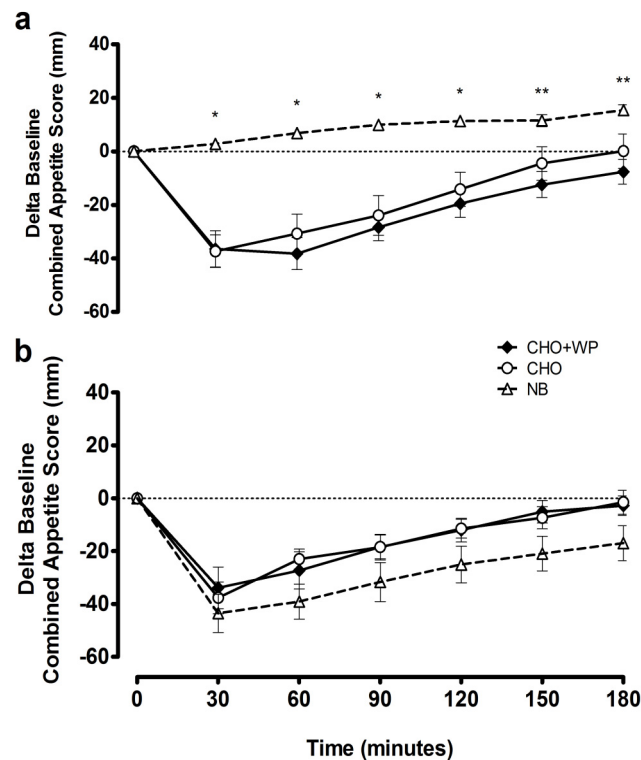 a
Delta Baseline
Combined Appetite Score (mm)
40
20
0
-20
-40
-60
* * * * ** **
CHO+WP
CHO
NB
b
Delta Baseline
Combined Appetite Score (mm)
40
20
0
-20
-40
-60
0 30 60 90 120 150 180
Time (minutes)